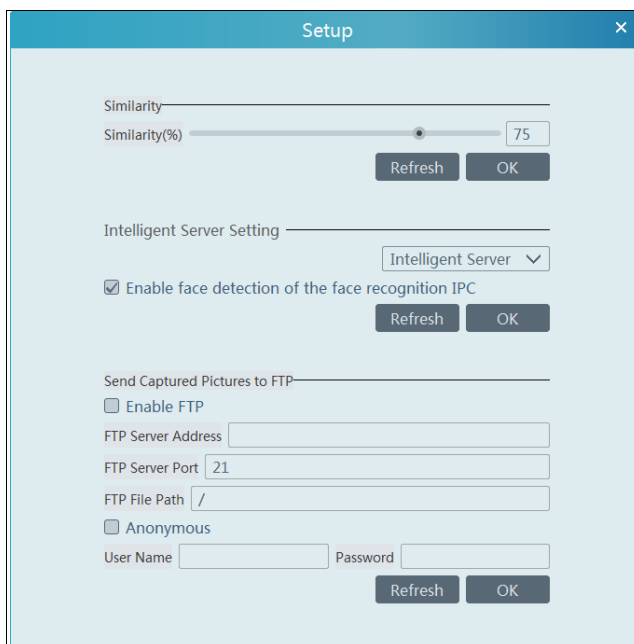 Setup
Similarity
Similarity(%) 75
Refresh OK
Intelligent Server Setting
Intelligent Server
Enable face detection of the face recognition IPC
Refresh OK
Send Captured Pictures to FTP
Enable FTP
FTP Server Address
FTP Server Port 21
FTP File Path /
Anonymous
User Name Password
Refresh OK